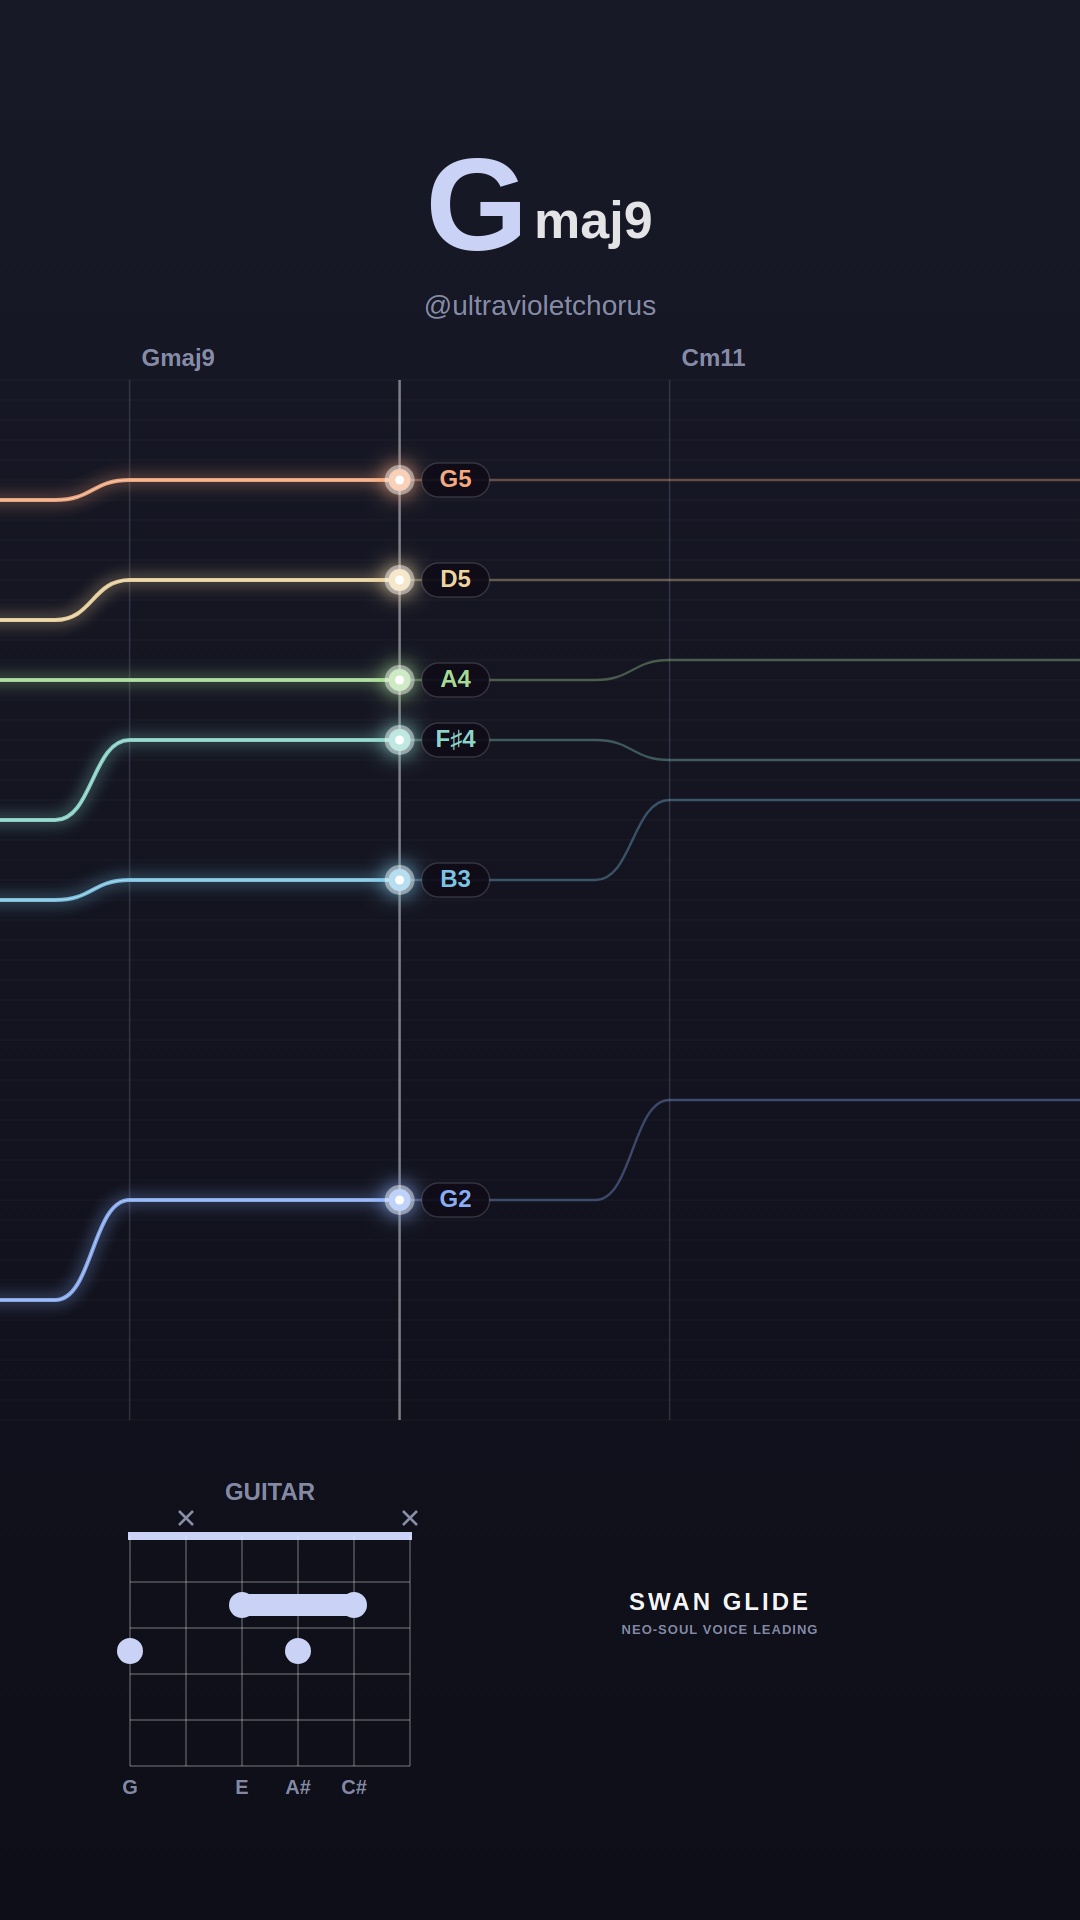 G maj9
@ultravioletchorus
Gmaj9 Cm11
G5
D5
A4
F♯4
B3
G2
GUITAR
× ×
SWAN GLIDE
NEO-SOUL VOICE LEADING
G E A# C#